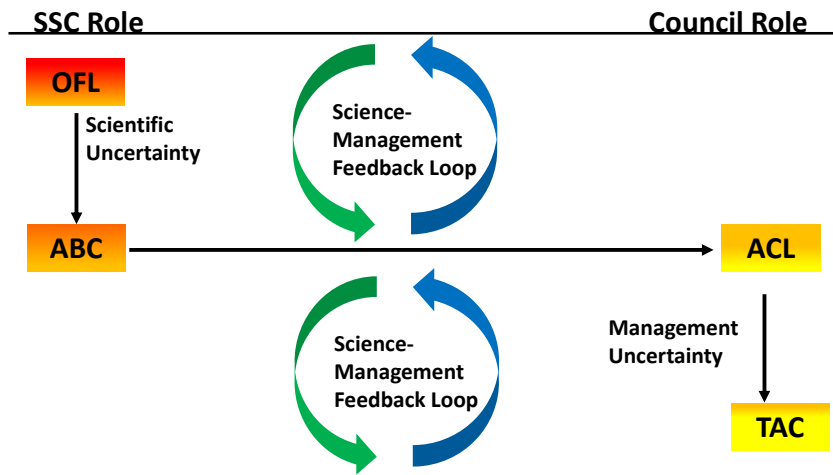 SSC Role
Council Role
OFL
Scientific
Uncertainty
Science-
Management
Feedback Loop
ABC
ACL
Science-
Management
Feedback Loop
Management
Uncertainty
TAC